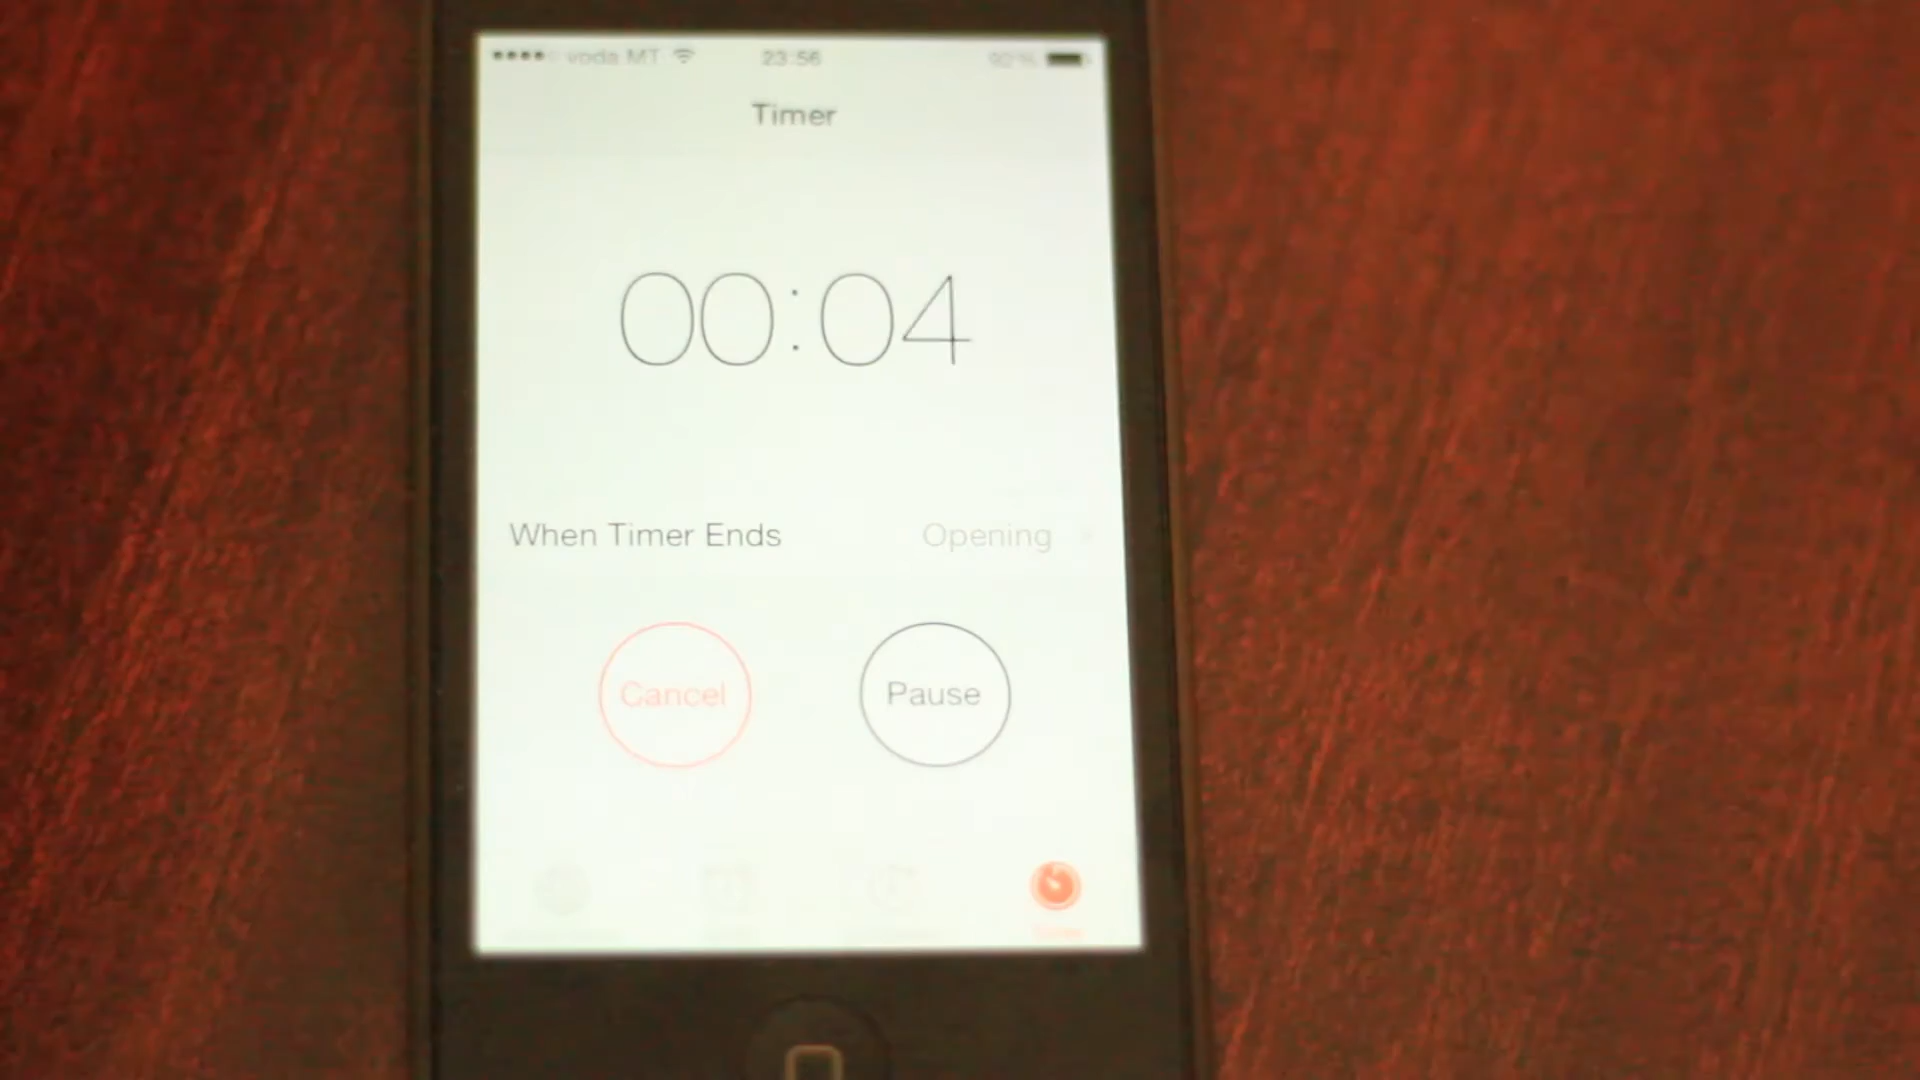 voda MT 23:56
Timer
00:04
When Timer Ends Opening
Cancel Pause